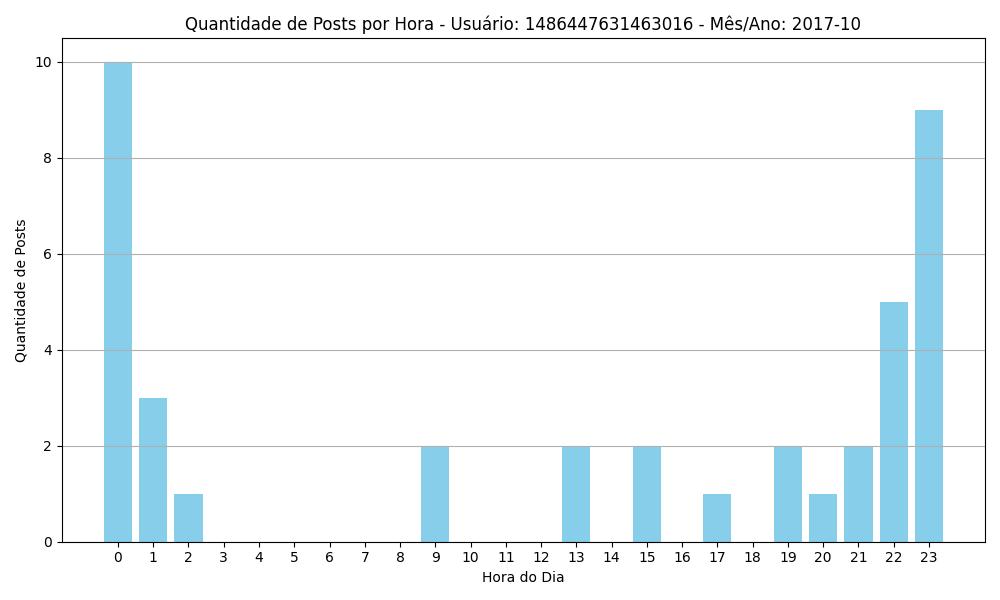 Quantidade de Posts por Hora - Usuário: 1486447631463016 - Mês/Ano: 2017-10
Quantidade de Posts
10
8
6
4
2
0
0 1 2 3 4 5 6 7 8 9 10 11 12 13 14 15 16 17 18 19 20 21 22 23
Hora do Dia